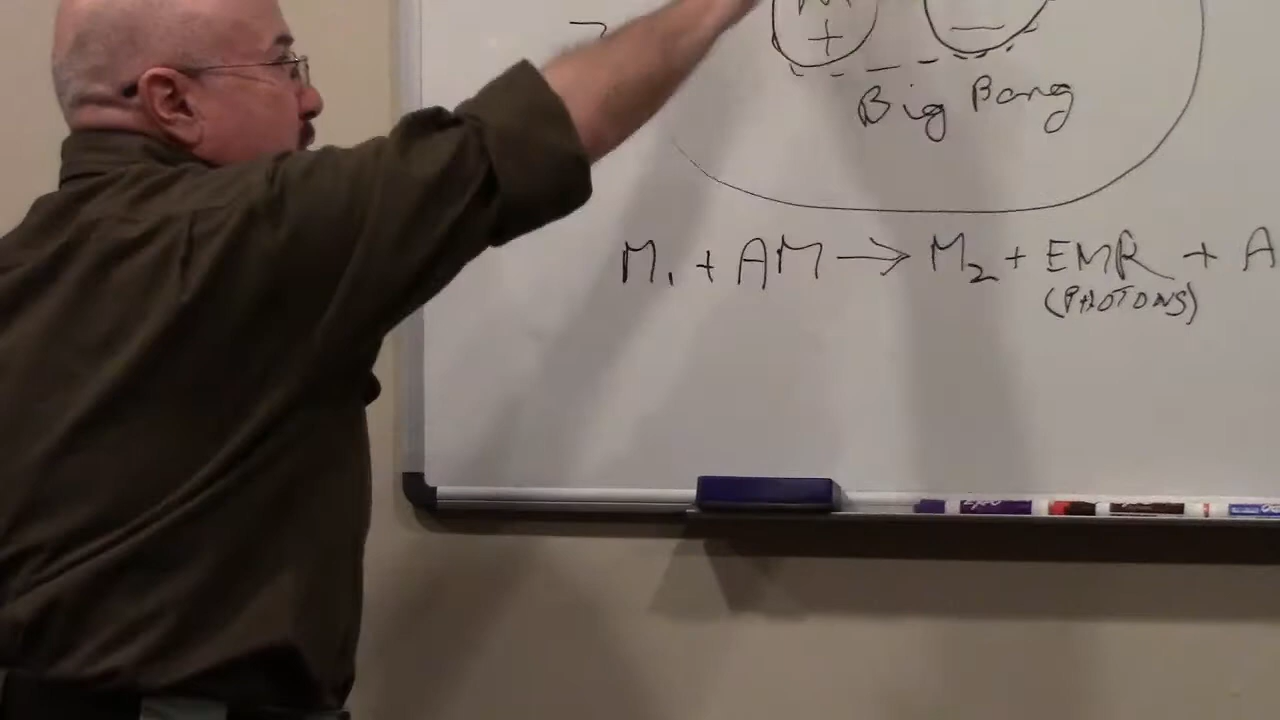 + −
Big Bang
M₁ + AM → M₂ + EMR + A
(PHOTONS)